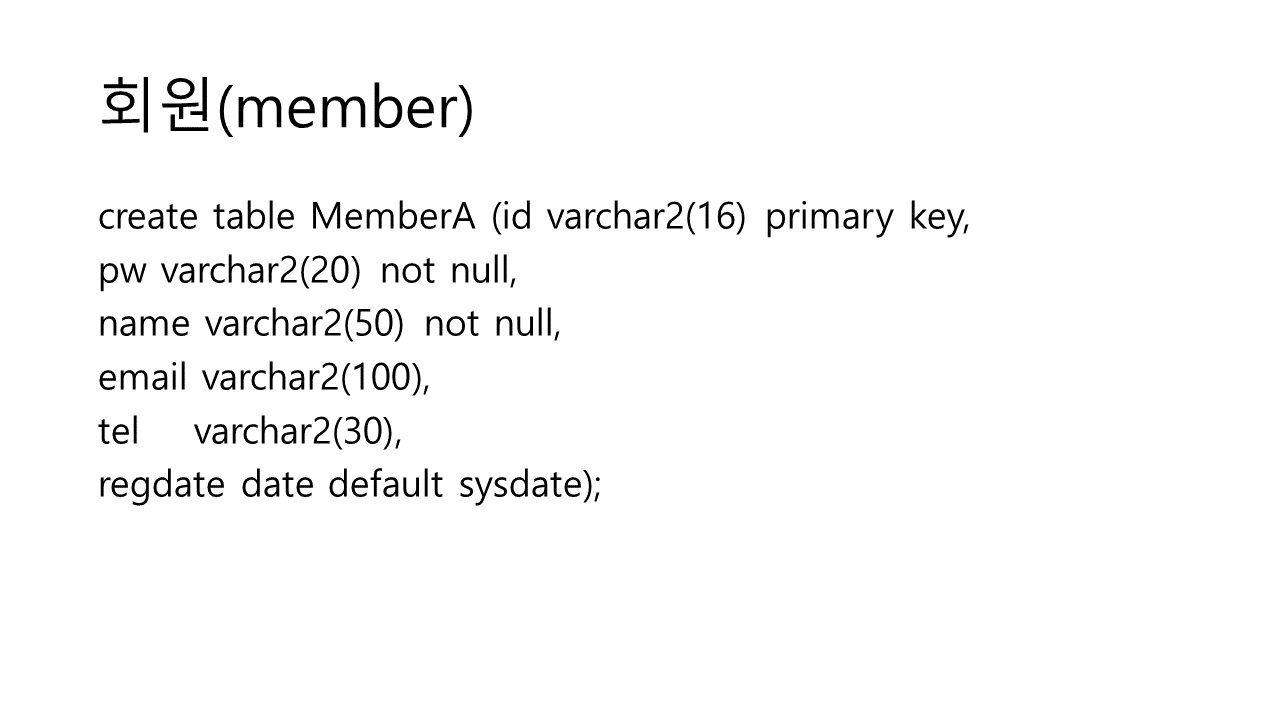 회원(member)
create table MemberA (id varchar2(16) primary key,
pw varchar2(20) not null,
name varchar2(50) not null,
email varchar2(100),
tel varchar2(30),
regdate date default sysdate);